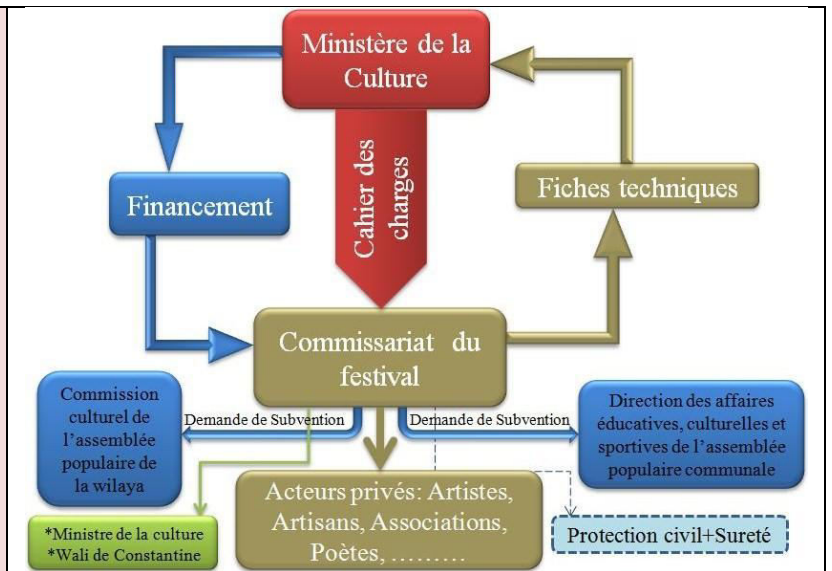 Ministère de la
Culture
Financement
Cahier des
charges
Fiches techniques
Commissariat du
festival
Commission
culturel de
l'assemblée
populaire de
la wilaya
Demande de Subvention
Demande de Subvention
Direction des affaires
éducatives, culturelles et
sportives de l'assemblée
populaire communale
*Ministre de la culture
*Wali de Constantine
Acteurs privés: Artistes,
Artisans, Associations,
Poètes, ………
Protection civil+Sureté